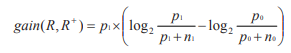 gain(R,R⁺) = p₁×(log₂ p₁/(p₁+n₁) − log₂ p₀/(p₀+n₀))